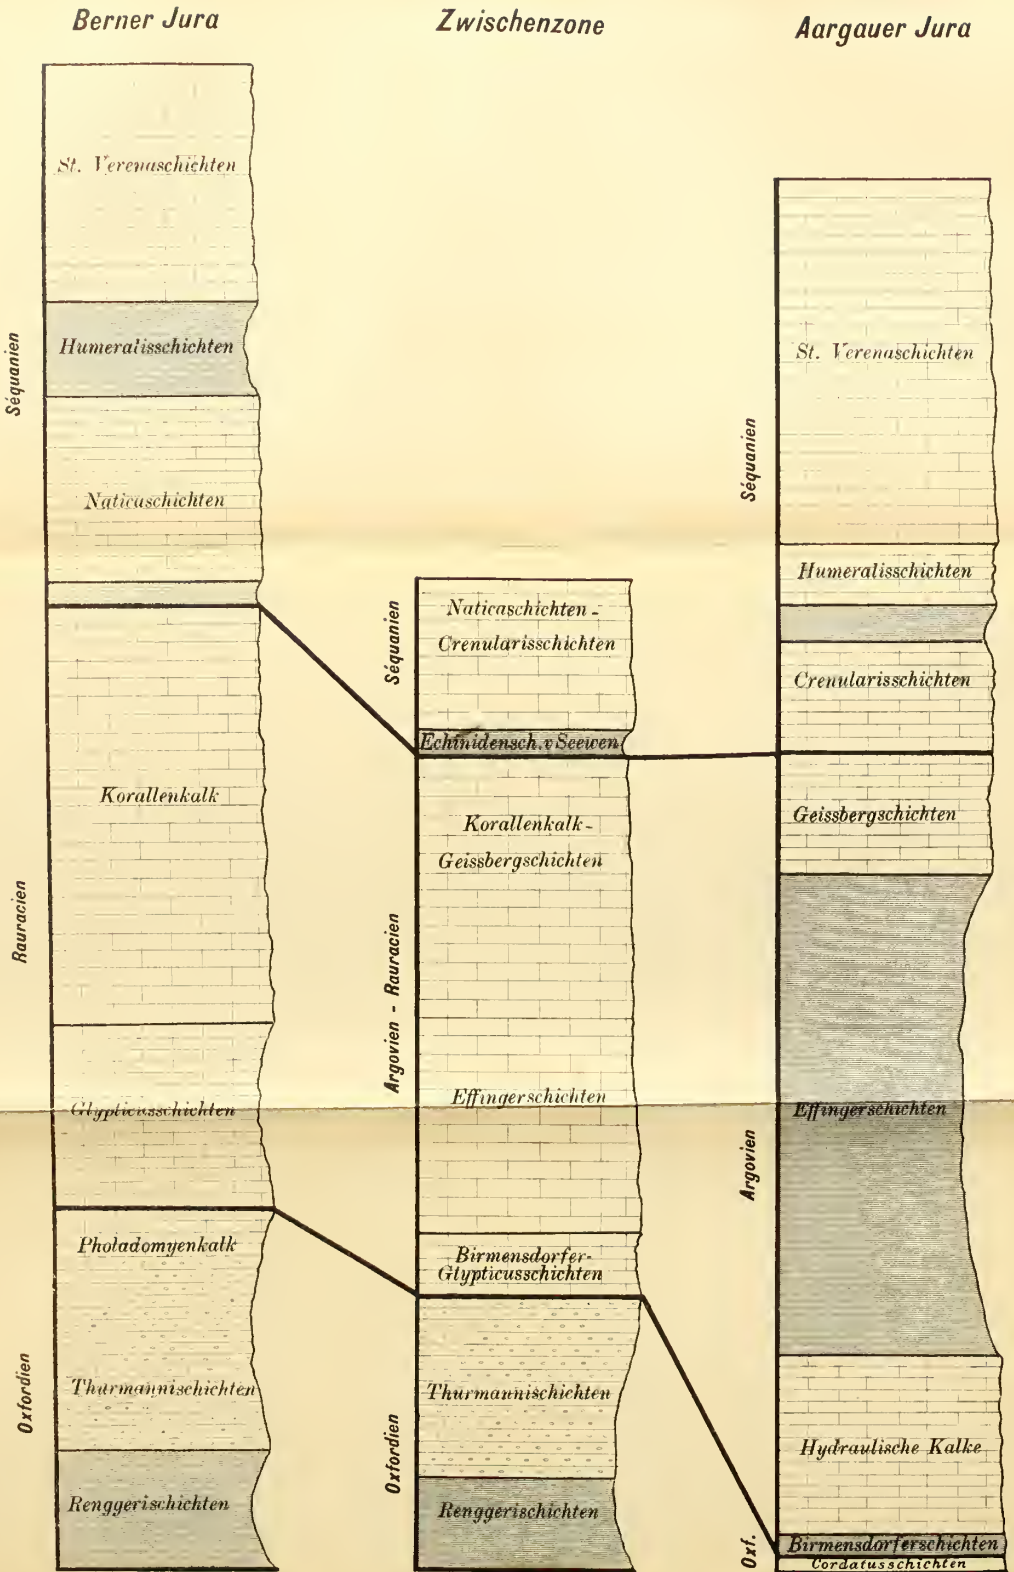 Berner Jura
Zwischenzone
Aargauer Jura
Séquanien
St. Verenaschichten
Humeralisschichten
Naticaschichten
Rauracien
Korallenkalk
Glypticusschichten
Oxfordien
Pholadomyenkalk
Thurmannischichten
Renggerischichten
Séquanien
Naticaschichten-
Crenularisschichten
Echinidensch. v Seewen
Argovien - Rauracien
Korallenkalk-
Geissbergschichten
Effingerschichten
Birmensdorfer-
Glypticusschichten
Oxfordien
Thurmannischichten
Renggerischichten
Séquanien
St. Verenaschichten
Humeralisschichten
Crenularisschichten
Argovien
Geissbergschichten
Effingerschichten
Hydraulische Kalke
Birmensdorferschichten
Oxf.
Cordatusschichten